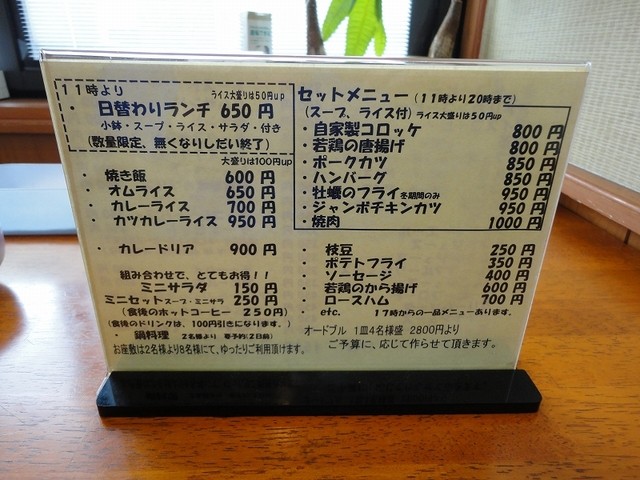 11時より
ライス大盛りは50円up
・ 日替わりランチ 650 円
小鉢・スープ・ライス・サラダ・付き
(数量限定、無くなりしだい終了)
大盛りは100円up
・ 焼き飯 600 円
・ オムライス 650 円
・ カレーライス 700 円
・ カツカレーライス 950 円
・ カレードリア 900 円
組み合わせで、とてもお得!!
ミニサラダ 150 円
ミニセット スープ・ミニサラ 250 円
(食後のホットコーヒー 250円)
(食後のドリンクは、100円引きになります。)
・ 鍋料理 2名様より 要予約(2日前)
お座敷は2名様より8名様にて、ゆったりご利用頂けます。
セットメニュー (11時より20時まで)
(スープ、ライス付) ライス大盛りは50円up
・自家製コロッケ 800 円
・若鶏の唐揚げ 800 円
・ポークカツ 850 円
・ハンバーグ 850 円
・牡蠣のフライ 冬期間のみ 950 円
・ジャンボチキンカツ 950 円
・焼肉 1000 円
・ 枝豆 250 円
・ ポテトフライ 350 円
・ ソーセージ 400 円
・ 若鶏のから揚げ 600 円
・ ロースハム 700 円
・ etc. 17時からの一品メニューあります。
オードブル 1皿4名様盛 2800円より
ご予算に、応じて作らせて頂きます。